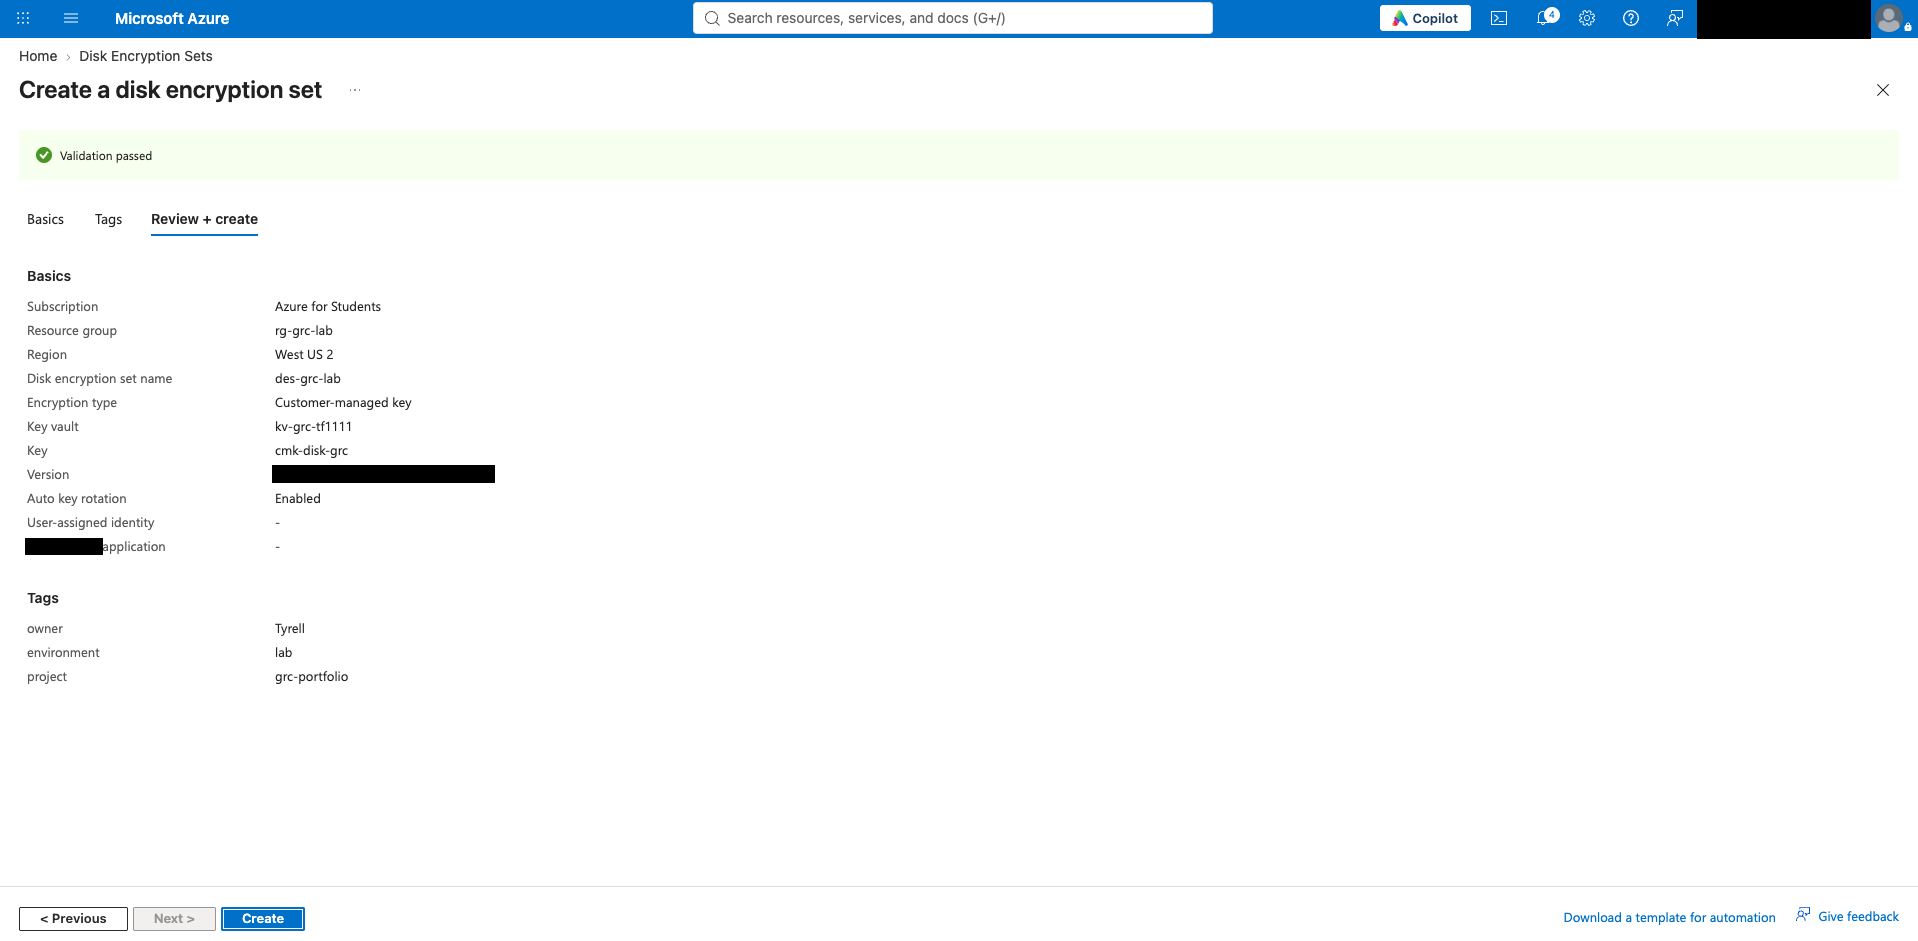 Microsoft Azure
Search resources, services, and docs (G+/)
Copilot
4
Home > Disk Encryption Sets
Create a disk encryption set ...
Validation passed
Basics Tags Review + create
Basics
Subscription Azure for Students
Resource group rg-grc-lab
Region West US 2
Disk encryption set name des-grc-lab
Encryption type Customer-managed key
Key vault kv-grc-tf1111
Key cmk-disk-grc
Version
Auto key rotation Enabled
User-assigned identity -
application -
Tags
owner Tyrell
environment lab
project grc-portfolio
< Previous Next > Create
Download a template for automation Give feedback